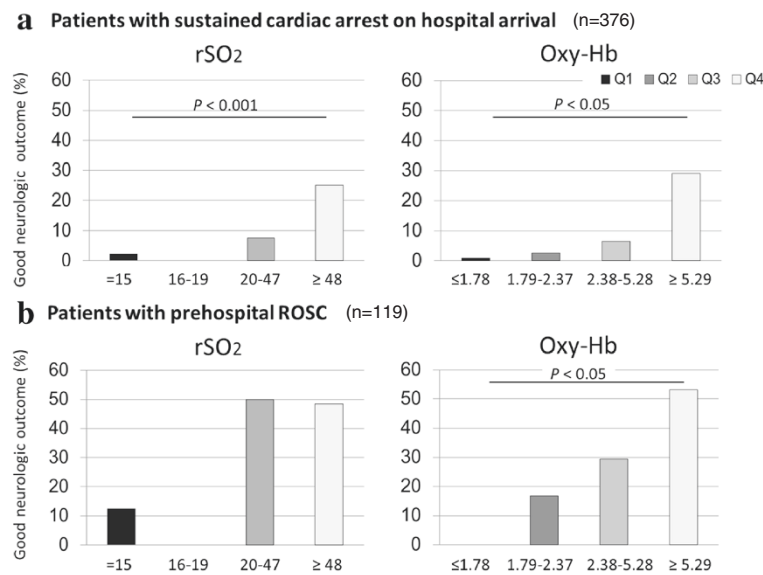 a Patients with sustained cardiac arrest on hospital arrival (n=376)
rSO2
Good neurologic outcome (%)
60
50
40
30
20
10
0
P < 0.001
=15 16-19 20-47 ≥ 48
Oxy-Hb
Q1 Q2 Q3 Q4
60
50
40
30
20
10
0
P < 0.05
≤1.78 1.79-2.37 2.38-5.28 ≥ 5.29
b Patients with prehospital ROSC (n=119)
rSO2
Good neurologic outcome (%)
60
50
40
30
20
10
0
=15 16-19 20-47 ≥ 48
Oxy-Hb
60
50
40
30
20
10
0
P < 0.05
≤1.78 1.79-2.37 2.38-5.28 ≥ 5.29